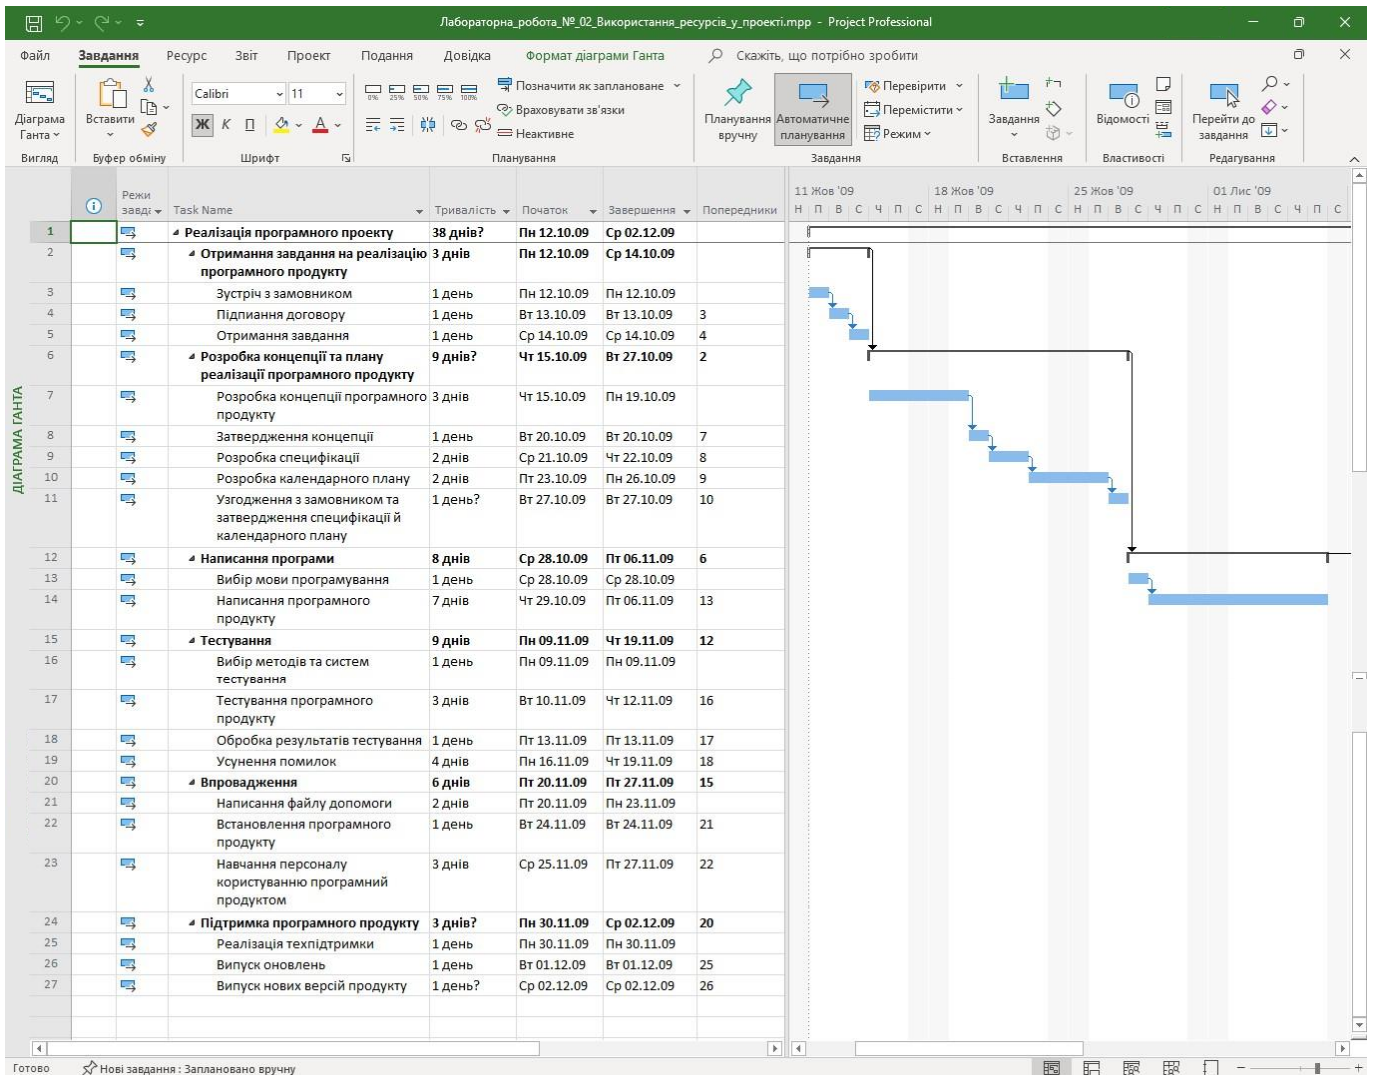 Лабораторна_робота_№_02_Використання_ресурсів_у_проекті.mpp - Project Professional
Файл Завдання Ресурс Звіт Проект Подання Довідка Формат діаграми Ганта Скажіть, що потрібно зробити
Діаграма Ганта
Вигляд
Вставити
Буфер обміну
Calibri 11
Ж К П А
Шрифт
0% 25% 50% 75% 100%
Позначити як заплановане
Враховувати зв'язки
Неактивне
Планування
Планування вручну
Автоматичне планування
Перевірити
Перемістити
Режим
Завдання
Завдання
Вставлення
Відомості
Властивості
Перейти до завдання
Редагування
ДІАГРАМА ГАНТА
Режи завда Task Name Тривалість Початок Завершення Попередники
11 Жов '09 18 Жов '09 25 Жов '09 01 Лис '09
Н П В С Ч П С Н П В С Ч П С Н П В С Ч П С Н П В С Ч П С
1 Реалізація програмного проекту 38 днів? Пн 12.10.09 Ср 02.12.09
2 Отримання завдання на реалізацію 3 днів Пн 12.10.09 Ср 14.10.09
програмного продукту
3 Зустріч з замовником 1 день Пн 12.10.09 Пн 12.10.09
4 Підпиання договору 1 день Вт 13.10.09 Вт 13.10.09 3
5 Отримання завдання 1 день Ср 14.10.09 Ср 14.10.09 4
6 Розробка концепції та плану 9 днів? Чт 15.10.09 Вт 27.10.09 2
реалізації програмного продукту
7 Розробка концепції програмного 3 днів Чт 15.10.09 Пн 19.10.09
продукту
8 Затвердження концепції 1 день Вт 20.10.09 Вт 20.10.09 7
9 Розробка специфікації 2 днів Ср 21.10.09 Чт 22.10.09 8
10 Розробка календарного плану 2 днів Пт 23.10.09 Пн 26.10.09 9
11 Узгодження з замовником та 1 день? Вт 27.10.09 Вт 27.10.09 10
затвердження специфікації й
календарного плану
12 Написання програми 8 днів Ср 28.10.09 Пт 06.11.09 6
13 Вибір мови програмування 1 день Ср 28.10.09 Ср 28.10.09
14 Написання програмного 7 днів Чт 29.10.09 Пт 06.11.09 13
продукту
15 Тестування 9 днів Пн 09.11.09 Чт 19.11.09 12
16 Вибір методів та систем 1 день Пн 09.11.09 Пн 09.11.09
тестування
17 Тестування програмного 3 днів Вт 10.11.09 Чт 12.11.09 16
продукту
18 Обробка результатів тестування 1 день Пт 13.11.09 Пт 13.11.09 17
19 Усунення помилок 4 днів Пн 16.11.09 Чт 19.11.09 18
20 Впровадження 6 днів Пт 20.11.09 Пт 27.11.09 15
21 Написання файлу допомоги 2 днів Пт 20.11.09 Пн 23.11.09
22 Встановлення програмного 1 день Вт 24.11.09 Вт 24.11.09 21
продукту
23 Навчання персоналу 3 днів Ср 25.11.09 Пт 27.11.09 22
користуванню програмний
продуктом
24 Підтримка програмного продукту 3 днів? Пн 30.11.09 Ср 02.12.09 20
25 Реалізація техпідтримки 1 день Пн 30.11.09 Пн 30.11.09
26 Випуск оновлень 1 день Вт 01.12.09 Вт 01.12.09 25
27 Випуск нових версій продукту 1 день? Ср 02.12.09 Ср 02.12.09 26
Готово Нові завдання : Заплановано вручну